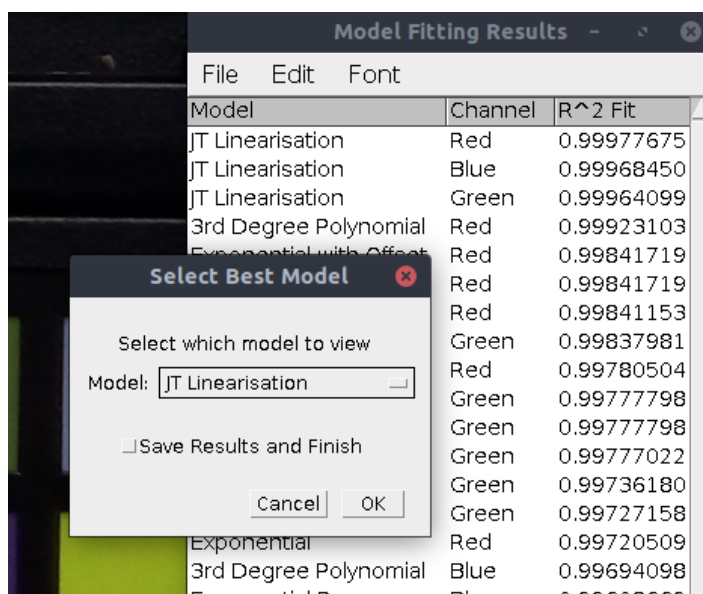 Model Fitting Results
File Edit Font
Model Channel R^2 Fit
JT Linearisation Red 0.99977675
JT Linearisation Blue 0.99968450
JT Linearisation Green 0.99964099
3rd Degree Polynomial Red 0.99923103
Exponential with Offset Red 0.99841719
Red 0.99841719
Red 0.99841153
Green 0.99837981
Red 0.99780504
Green 0.99777798
Green 0.99777798
Green 0.99777022
Green 0.99736180
Green 0.99727158
Exponential Red 0.99720509
3rd Degree Polynomial Blue 0.99694098
Select Best Model
Select which model to view
Model: JT Linearisation
Save Results and Finish
Cancel OK